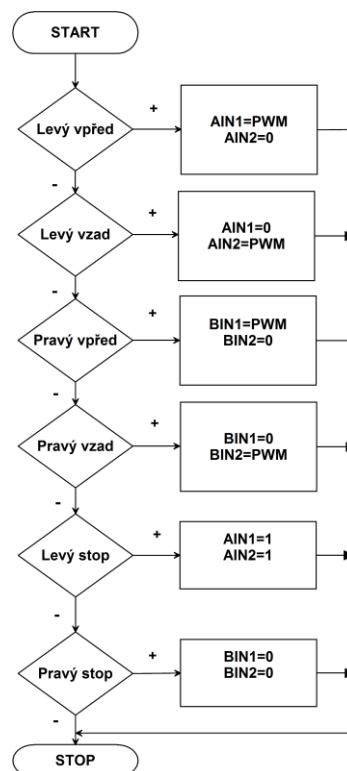 START
Levý vpřed
+
AIN1=PWM
AIN2=0
-
Levý vzad
+
AIN1=0
AIN2=PWM
-
Pravý vpřed
+
BIN1=PWM
BIN2=0
-
Pravý vzad
+
BIN1=0
BIN2=PWM
-
Levý stop
+
AIN1=1
AIN2=1
-
Pravý stop
+
BIN1=0
BIN2=0
-
STOP